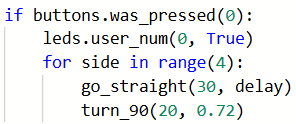 if buttons.was_pressed(0):
    leds.user_num(0, True)
    for side in range(4):
        go_straight(30, delay)
        turn_90(20, 0.72)